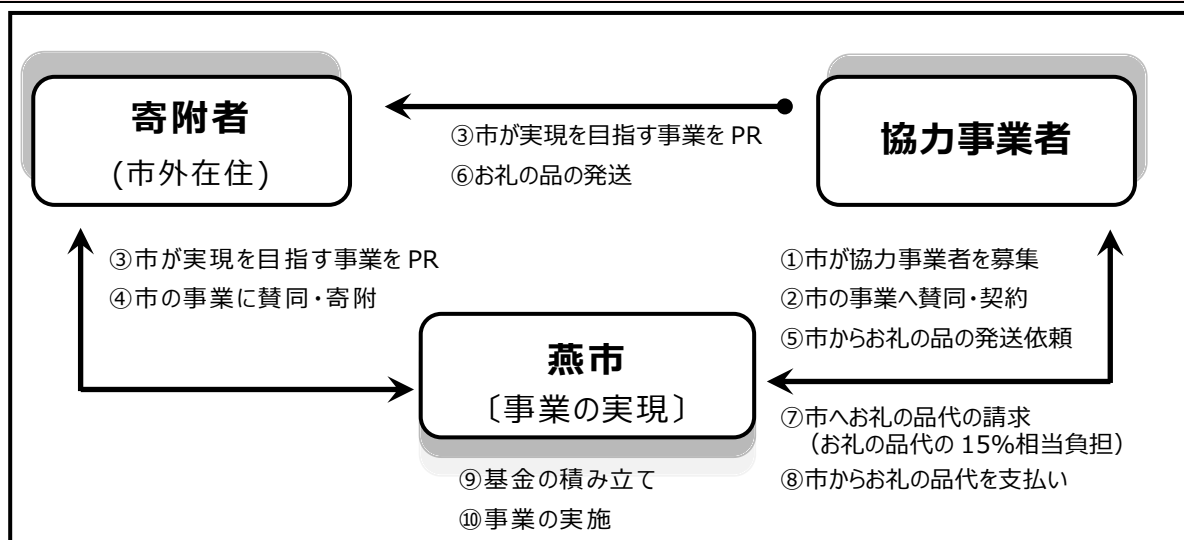 寄附者
(市外在住)
③市が実現を目指す事業を PR
⑥お礼の品の発送
協力事業者
③市が実現を目指す事業を PR
④市の事業に賛同・寄附
①市が協力事業者を募集
②市の事業へ賛同・契約
⑤市からお礼の品の発送依頼
燕市
〔事業の実現〕
⑦市へお礼の品代の請求
（お礼の品代の 15%相当負担）
⑧市からお礼の品代を支払い
⑨基金の積み立て
⑩事業の実施